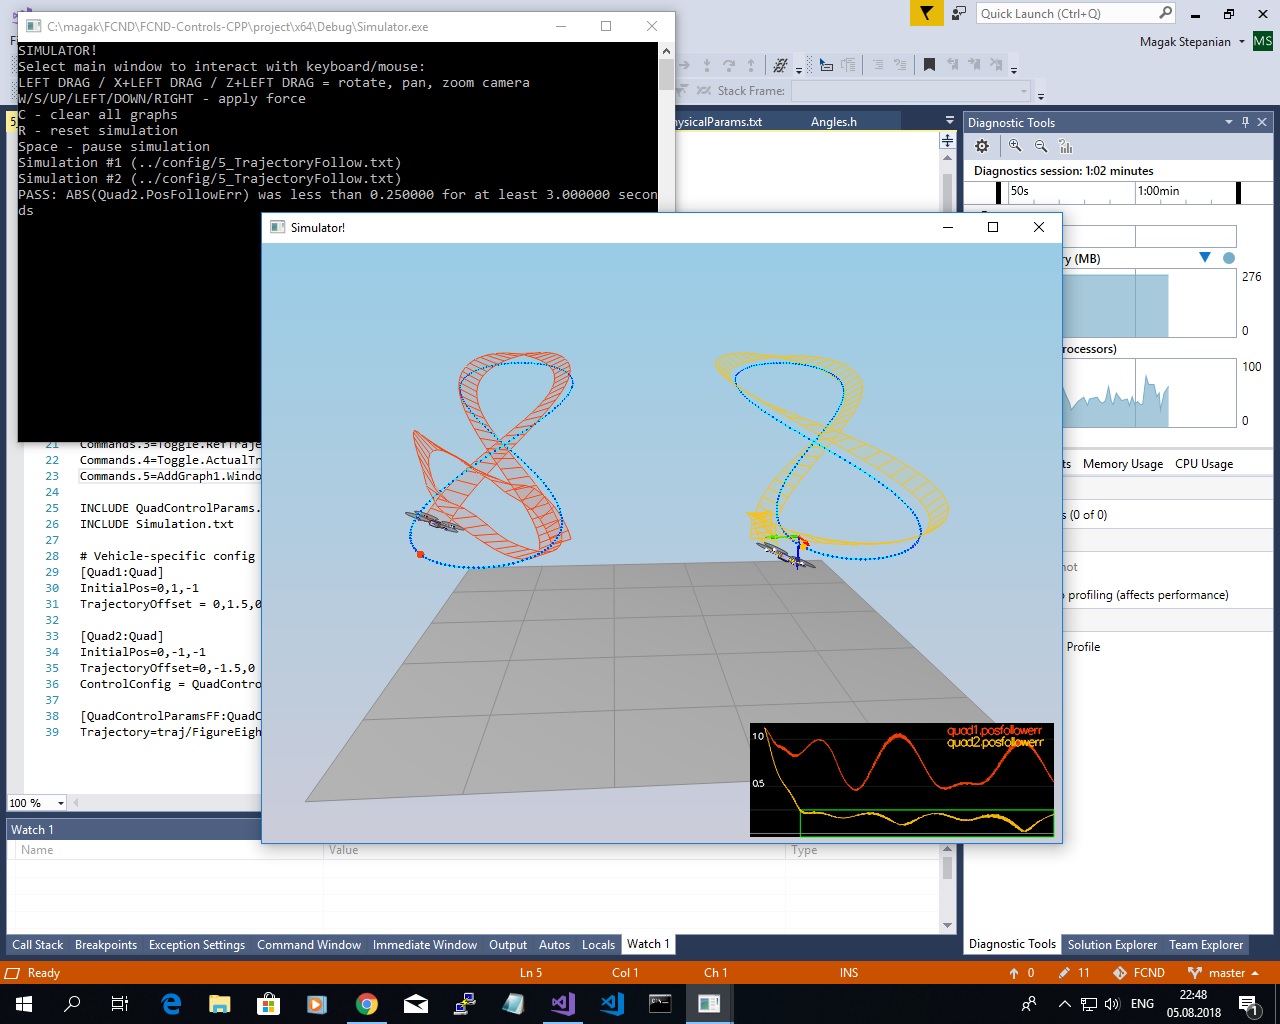 C:\magak\FCND\FCND-Controls-CPP\project\x64\Debug\Simulator.exe
Quick Launch (Ctrl+Q)
Magak Stepanian
MS
SIMULATOR!
Select main window to interact with keyboard/mouse:
LEFT DRAG / X+LEFT DRAG / Z+LEFT DRAG = rotate, pan, zoom camera
W/S/UP/LEFT/DOWN/RIGHT - apply force
C - clear all graphs
R - reset simulation
Space - pause simulation
Simulation #1 (../config/5_TrajectoryFollow.txt)
Simulation #2 (../config/5_TrajectoryFollow.txt)
PASS: ABS(Quad2.PosFollowErr) was less than 0.250000 for at least 3.000000 secon
ds
Stack Frame:
5
hysicalParams.txt
Angles.h
Diagnostic Tools
Diagnostics session: 1:02 minutes
50s
1:00min
Simulator!
ry (MB)
276
0
rocessors)
100
0
ts
Memory Usage
CPU Usage
s (0 of 0)
not
profiling (affects performance)
Profile
21 Commands.3=Toggle.RefTraje
22 Commands.4=Toggle.ActualTr
23 Commands.5=AddGraph1.Windo
24
25 INCLUDE QuadControlParams.
26 INCLUDE Simulation.txt
27
28 # Vehicle-specific config
29 [Quad1:Quad]
30 InitialPos=0,1,-1
31 TrajectoryOffset = 0,1.5,0
32
33 [Quad2:Quad]
34 InitialPos=0,-1,-1
35 TrajectoryOffset=0,-1.5,0
36 ControlConfig = QuadContro
37
38 [QuadControlParamsFF:QuadC
39 Trajectory=traj/FigureEigh
quad1.posfollowerr
quad2.posfollowerr
1.0
0.5
100 %
Watch 1
Name
Value
Type
Call Stack
Breakpoints
Exception Settings
Command Window
Immediate Window
Output
Autos
Locals
Watch 1
Diagnostic Tools
Solution Explorer
Team Explorer
Ready
Ln 5
Col 1
Ch 1
INS
0
11
FCND
master
ENG
22:48
05.08.2018
1